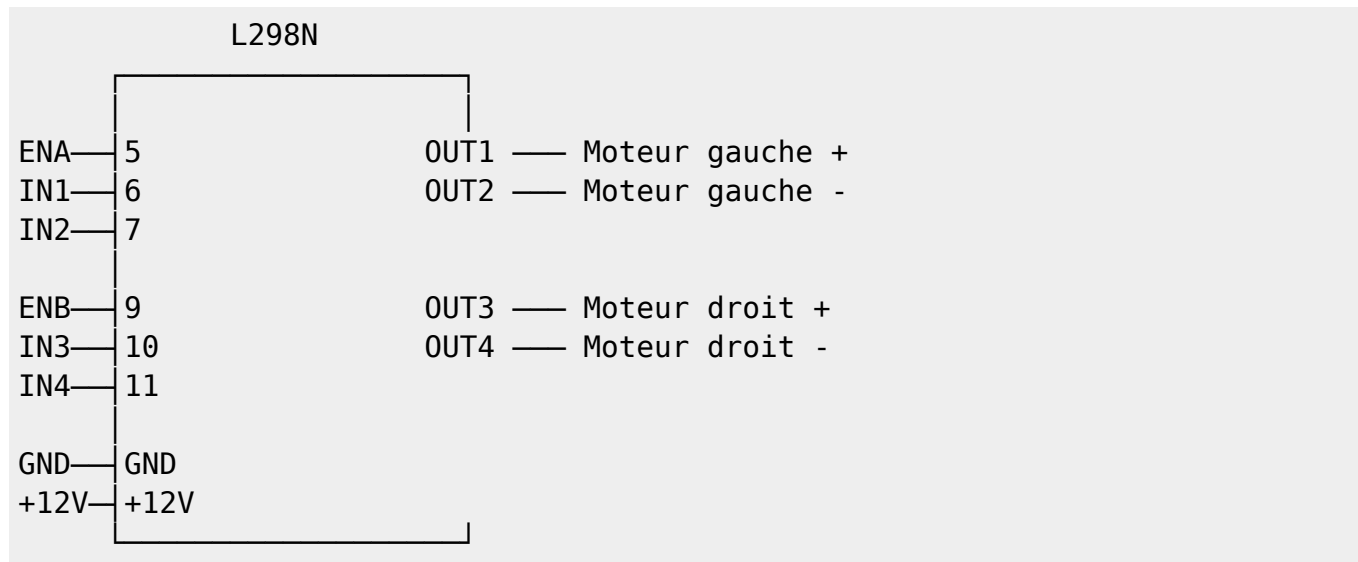 L298N
ENA 5 OUT1 Moteur gauche +
IN1 6 OUT2 Moteur gauche -
IN2 7
ENB 9 OUT3 Moteur droit +
IN3 10 OUT4 Moteur droit -
IN4 11
GND GND
+12V +12V